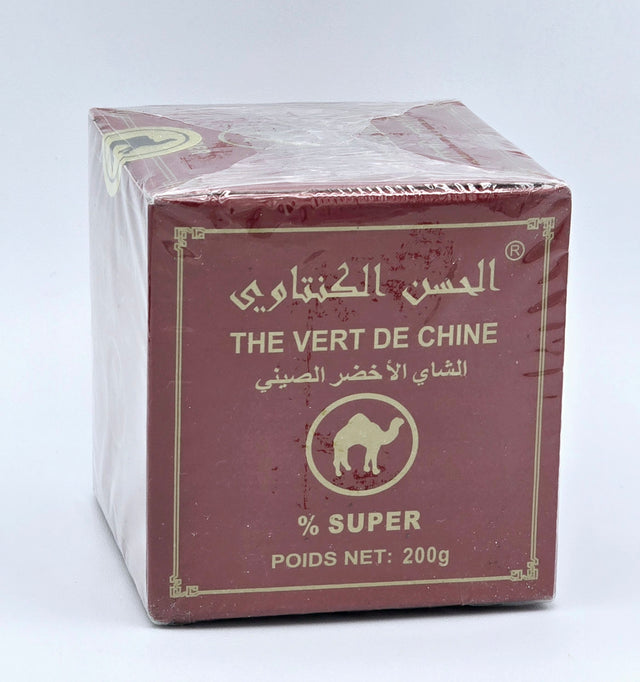 الحسن الكنتاوي ®
THE VERT DE CHINE
الشاي الأخضر الصيني
% SUPER
POIDS NET: 200g